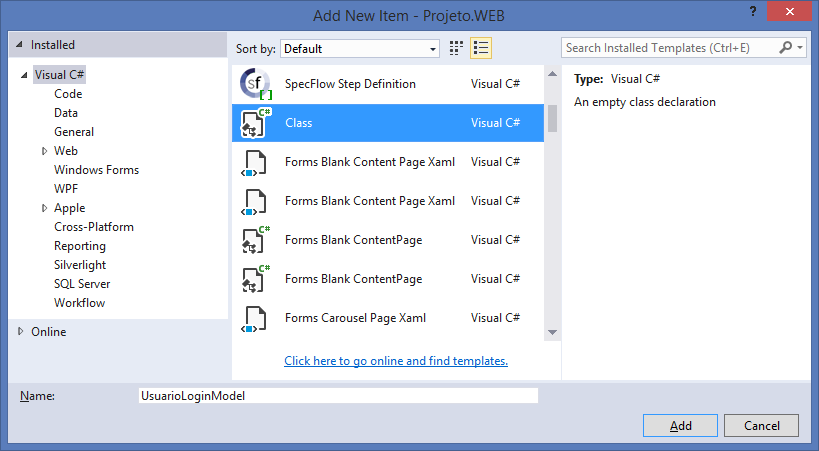 Add New Item - Projeto.WEB
?
Installed
Sort by: Default
Search Installed Templates (Ctrl+E)
Visual C#
Code
Data
General
Web
Windows Forms
WPF
Apple
Cross-Platform
Reporting
Silverlight
SQL Server
Workflow
Online
sf
SpecFlow Step Definition Visual C#
C#
Class Visual C#
Forms Blank Content Page Xaml Visual C#
Forms Blank Content Page Xaml Visual C#
C#
Forms Blank ContentPage Visual C#
C#
Forms Blank ContentPage Visual C#
Forms Carousel Page Xaml Visual C#
Click here to go online and find templates.
Type: Visual C#
An empty class declaration
Name: UsuarioLoginModel
Add Cancel